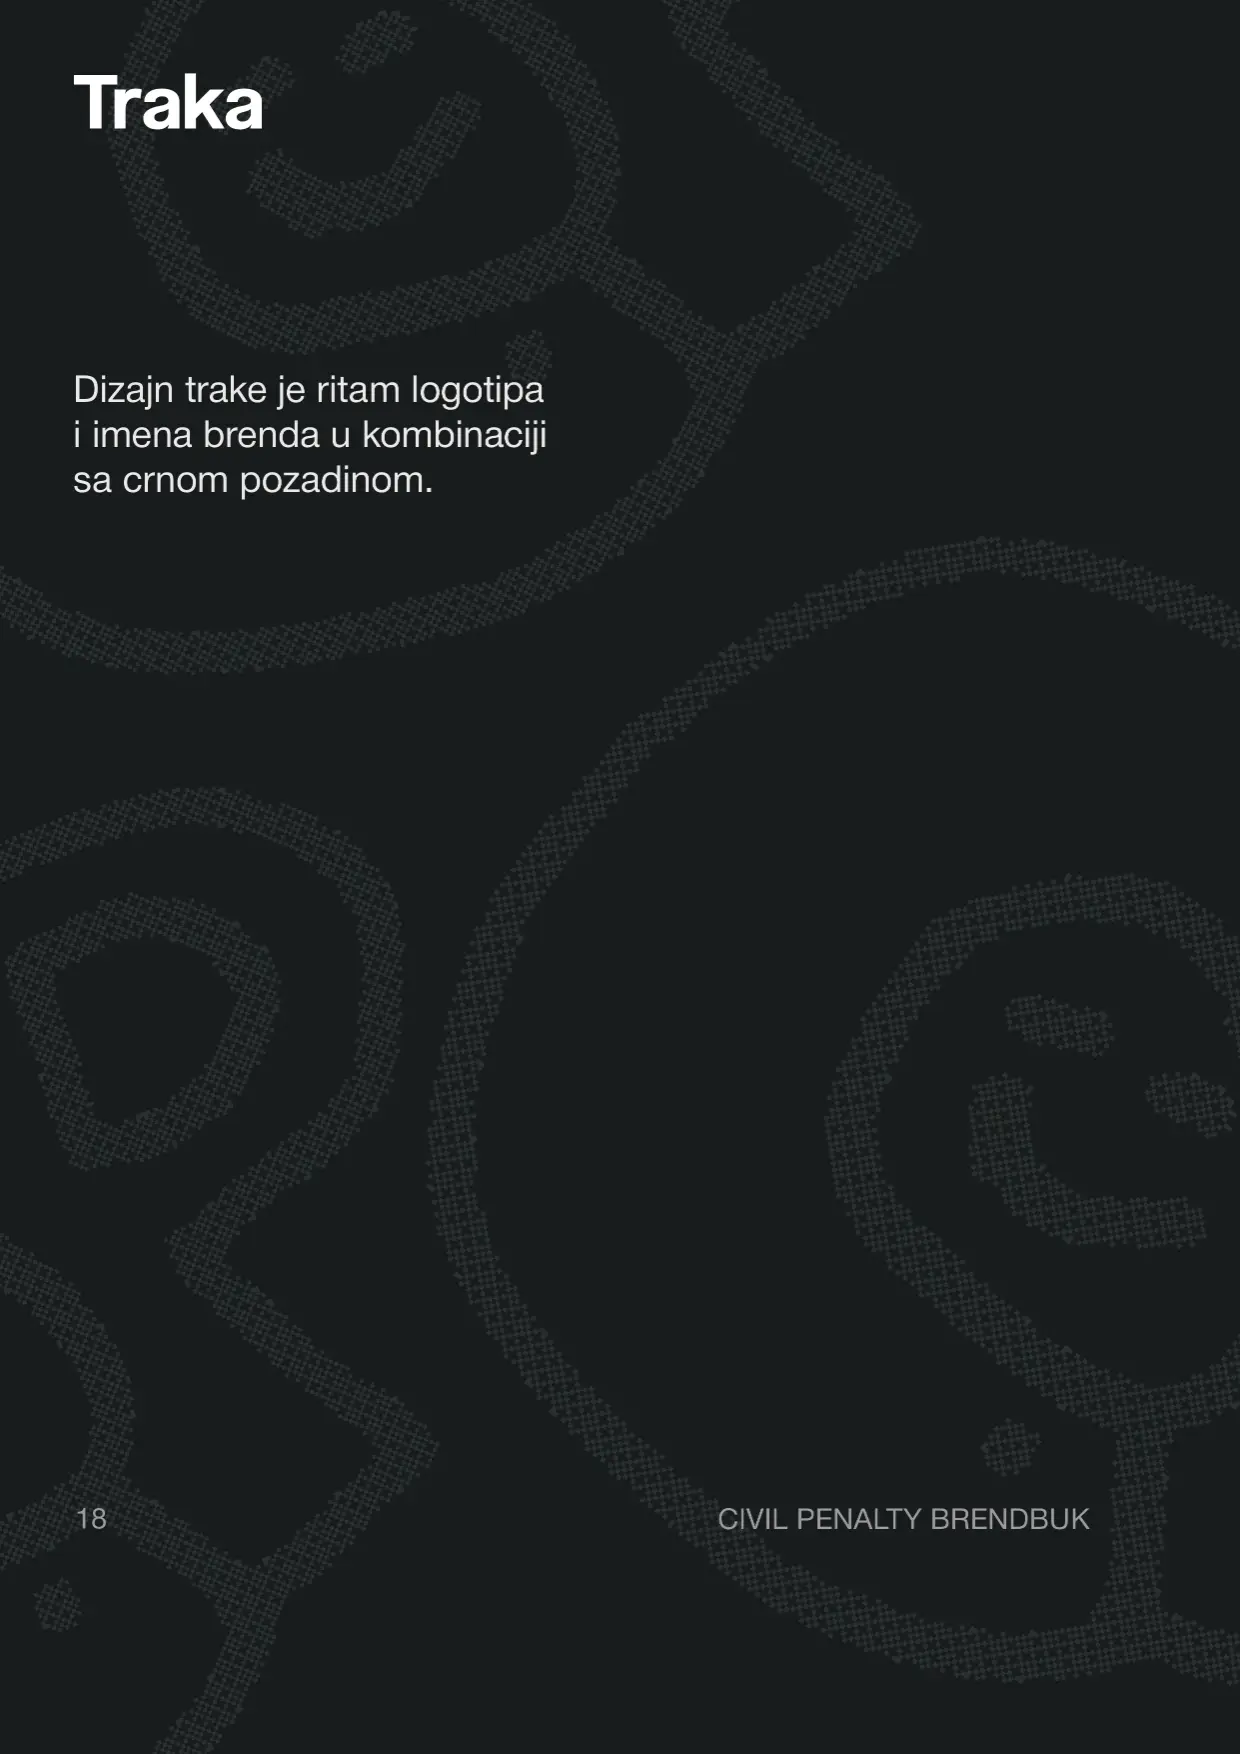 Traka
Dizajn trake je ritam logotipa
i imena brenda u kombinaciji
sa crnom pozadinom.
18
CIVIL PENALTY BRENDBUK